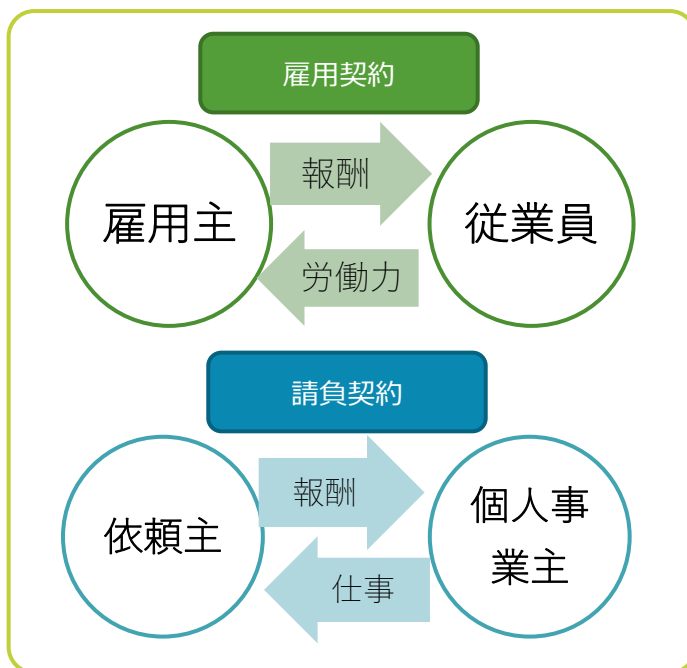 雇用契約
報酬
雇用主
従業員
労働力
請負契約
報酬
依頼主
個人事
業主
仕事